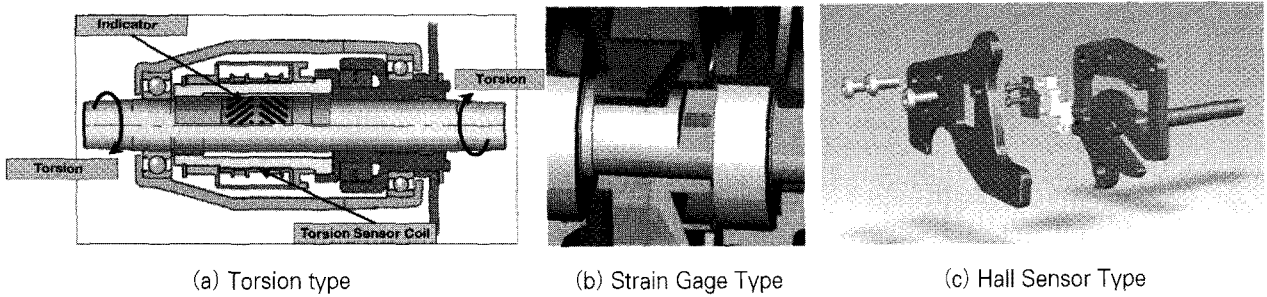 Indicator
Torsion
Torsion
Torsion Sensor Coil
(a) Torsion type
(b) Strain Gage Type
(c) Hall Sensor Type